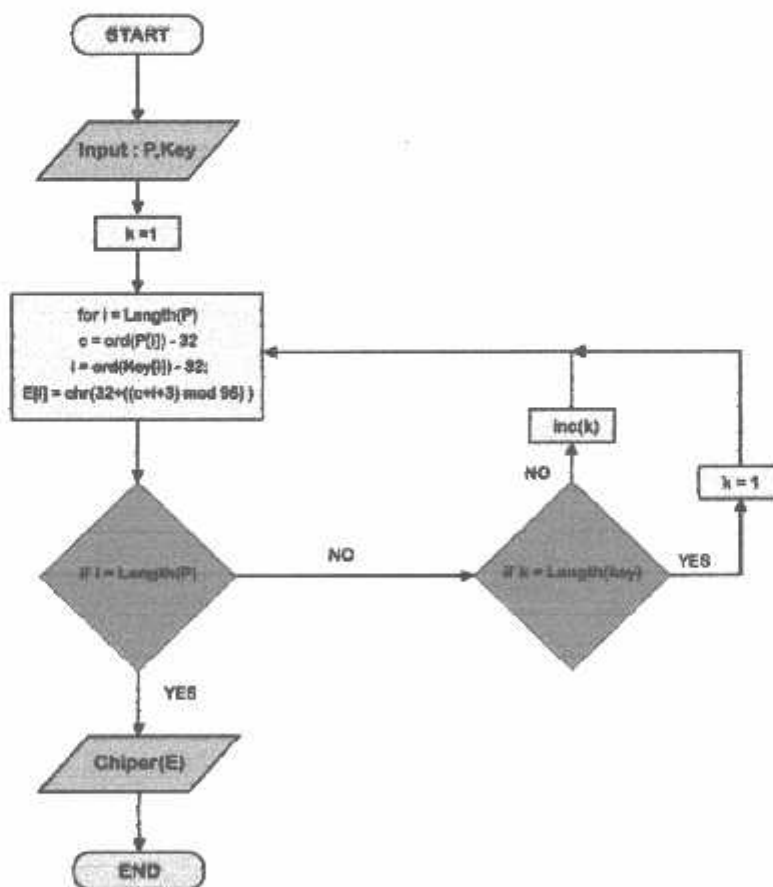 START
Input : P,Key
k =1
for i = Length(P)
c = ord(P[i]) - 32
i = ord(Key[i]) - 32;
E[i] = chr(32+((c+i+3) mod 96) )
if i = Length(P)
NO
if k = Length(key)
NO
inc(k)
YES
k = 1
YES
Chiper(E)
END